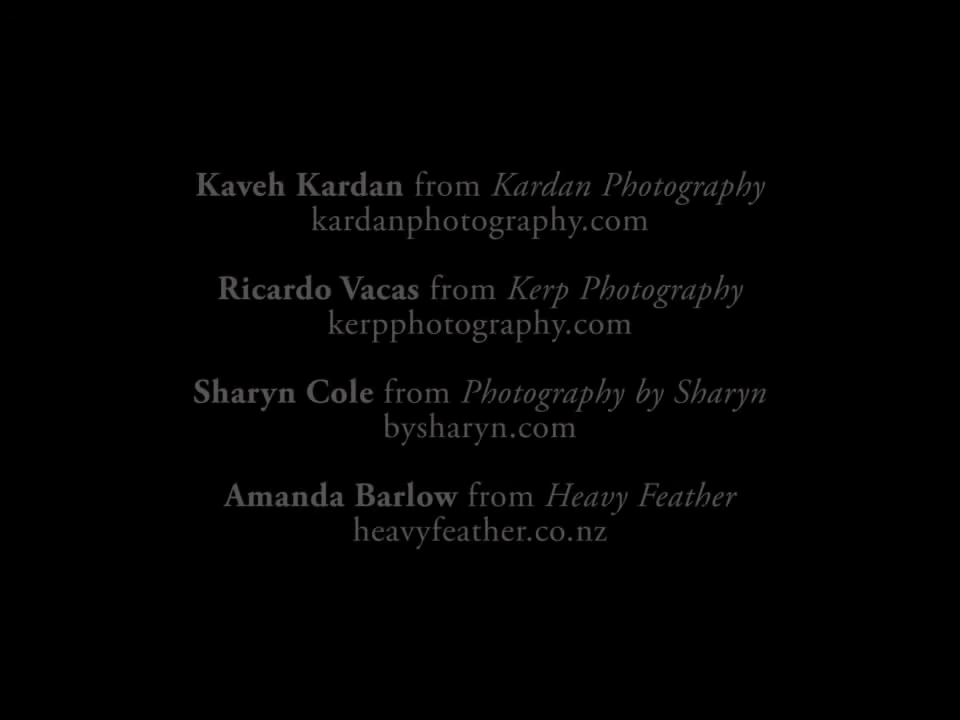 Kaveh Kardan from Kardan Photography
kardanphotography.com
Ricardo Vacas from Kerp Photography
kerpphotography.com
Sharyn Cole from Photography by Sharyn
bysharyn.com
Amanda Barlow from Heavy Feather
heavyfeather.co.nz